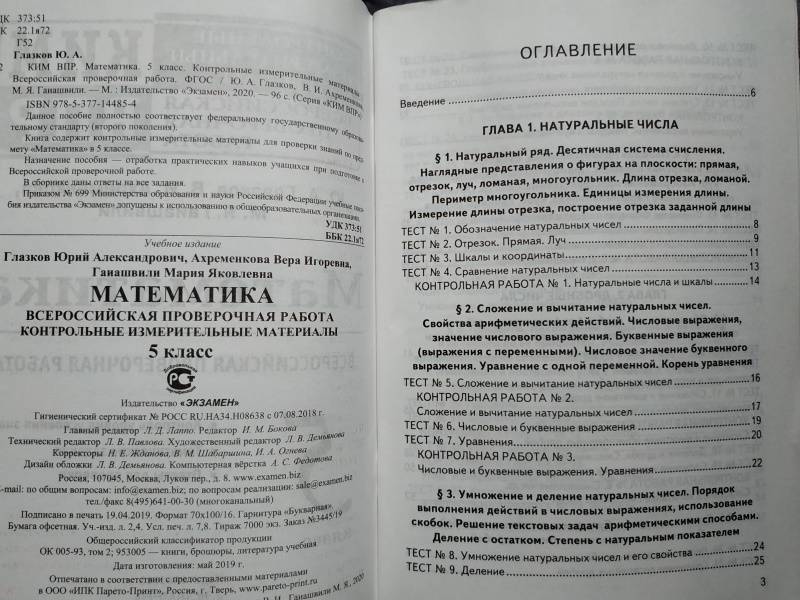 ДК 373:51
К 22.1я72
Г52
Глазков Ю. А.
2 КИМ ВПР. Математика. 5 класс. Контрольные измерительные материалы
Всероссийская проверочная работа. ФГОС / Ю. А. Глазков, В. И. Ахременкова,
М. Я. Гаиашвили. — М. : Издательство «Экзамен», 2020. — 96 с. (Серия «КИМ ВПР»)
ISBN 978-5-377-14485-4
Данное пособие полностью соответствует федеральному государственному образова-
тельному стандарту (второго поколения).
Книга содержит контрольные измерительные материалы для проверки знаний по пред-
мету «Математика» в 5 классе.
Назначение пособия — отработка практических навыков учащихся при подготовке к
Всероссийской проверочной работе.
В сборнике даны ответы на все задания.
Приказом № 699 Министерства образования и науки Российской Федерации учебные посо-
бия издательства «Экзамен» допущены к использованию в общеобразовательных организациях.
УДК 373:51
ББК 22.1я72
Учебное издание
Глазков Юрий Александрович, Ахременкова Вера Игоревна,
Гаиашвили Мария Яковлевна
МАТЕМАТИКА
ВСЕРОССИЙСКАЯ ПРОВЕРОЧНАЯ РАБОТА
КОНТРОЛЬНЫЕ ИЗМЕРИТЕЛЬНЫЕ МАТЕРИАЛЫ
5 класс
Издательство «ЭКЗАМЕН»
Гигиенический сертификат № РОСС RU.HA34.H08638 с 07.08.2018 г.
Главный редактор Л. Д. Лаппо. Редактор И. М. Бокова
Технический редактор Л. В. Павлова. Художественный редактор Л. В. Демьянова
Корректоры Н. Е. Жданова, В. М. Шабаршина, И. А. Огнева
Дизайн обложки Л. В. Демьянова. Компьютерная вёрстка А. С. Федотова
Россия, 107045, Москва, Луков пер., д. 8. www.examen.biz
E-mail: по общим вопросам: info@examen.biz; по вопросам реализации: sale@examen.biz
тел./факс 8(495)641-00-30 (многоканальный)
Подписано в печать 19.04.2019. Формат 70x100/16. Гарнитура «Букварная».
Бумага офсетная. Уч.-изд. л. 2,4. Усл. печ. л. 7,8. Тираж 7000 экз. Заказ №3445/19
Общероссийский классификатор продукции
ОК 005-93, том 2; 953005 — книги, брошюры, литература учебная
Дата изготовления: май 2019 г.
Отпечатано в соответствии с предоставленными материалами
в ООО «ИПК Парето-Принт», Россия, г. Тверь, www.pareto-print.ru
В. И., Гаиашвили М. Я., 2020
ОГЛАВЛЕНИЕ
Введение 6
ГЛАВА 1. НАТУРАЛЬНЫЕ ЧИСЛА
§ 1. Натуральный ряд. Десятичная система счисления.
Наглядные представления о фигурах на плоскости: прямая,
отрезок, луч, ломаная, многоугольник. Длина отрезка, ломаной.
Периметр многоугольника. Единицы измерения длины.
Измерение длины отрезка, построение отрезка заданной длины
ТЕСТ № 1. Обозначение натуральных чисел 8
ТЕСТ № 2. Отрезок. Прямая. Луч 9
ТЕСТ № 3. Шкалы и координаты 11
ТЕСТ № 4. Сравнение натуральных чисел 13
КОНТРОЛЬНАЯ РАБОТА № 1. Натуральные числа и шкалы 14
§ 2. Сложение и вычитание натуральных чисел.
Свойства арифметических действий. Числовые выражения,
значение числового выражения. Буквенные выражения
(выражения с переменными). Числовое значение буквенного
выражения. Уравнение с одной переменной. Корень уравнения
ТЕСТ № 5. Сложение и вычитание натуральных чисел 16
КОНТРОЛЬНАЯ РАБОТА № 2.
Сложение и вычитание натуральных чисел 17
ТЕСТ № 6. Числовые и буквенные выражения 19
ТЕСТ № 7. Уравнения 20
КОНТРОЛЬНАЯ РАБОТА № 3.
Числовые и буквенные выражения. Уравнения 22
§ 3. Умножение и деление натуральных чисел. Порядок
выполнения действий в числовых выражениях, использование
скобок. Решение текстовых задач арифметическими способами.
Деление с остатком. Степень с натуральным показателем
ТЕСТ № 8. Умножение натуральных чисел и его свойства 24
ТЕСТ № 9. Деление 25
3